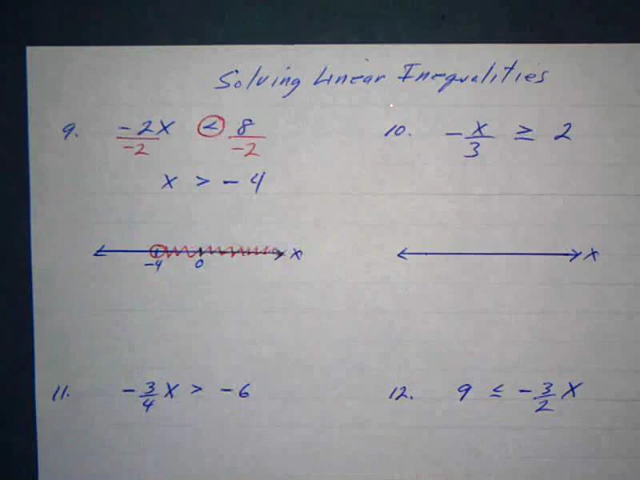 Solving Linear Inequalities
9. -2x < 8
-2 -2
x > -4
-4 0 x
10. -x/3 ≥ 2
x
11. -3/4 x > -6
12. 9 ≤ -3/2 x